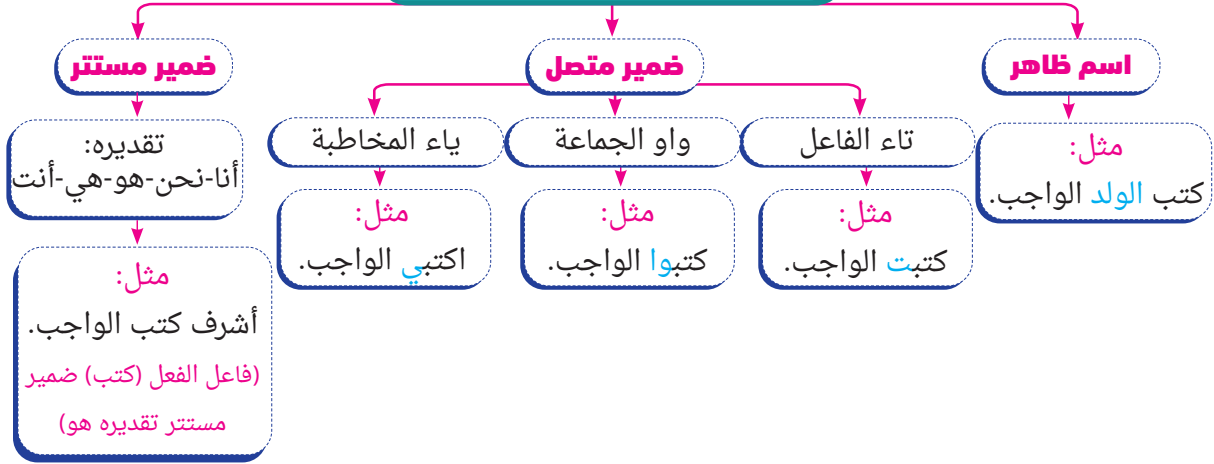 اسم ظاهر
مثل:
كتب الولد الواجب.
ضمير متصل
تاء الفاعل
مثل:
كتبت الواجب.
واو الجماعة
مثل:
كتبوا الواجب.
ياء المخاطبة
مثل:
اكتبي الواجب.
ضمير مستتر
تقديره:
أنا-نحن-هو-هي-أنت
مثل:
أشرف كتب الواجب.
(فاعل الفعل (كتب) ضمير
مستتر تقديره هو)